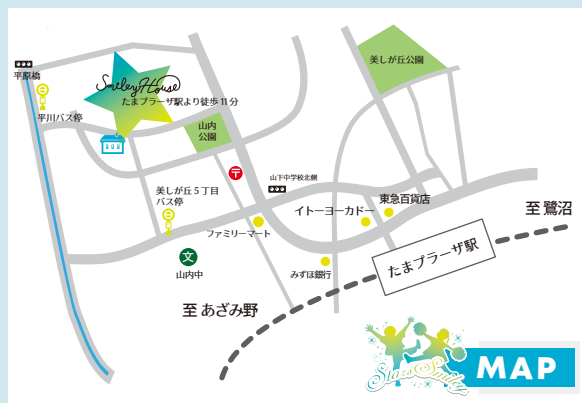 平原橋
Smiley House
たまプラーザ駅より徒歩11分
平川バス停
美しが丘公園
山内
公園
〒
山下中学校北側
美しが丘5丁目
バス停
東急百貨店
イトーヨーカドー
至 鷺沼
ファミリーマート
文
山内中
みずほ銀行
たまプラーザ駅
至 あざみ野
Stars Smiley
MAP